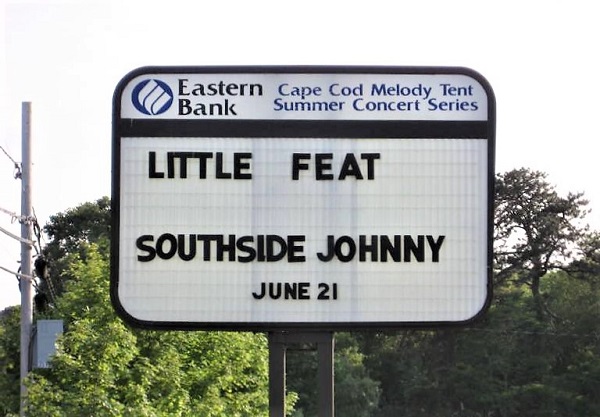 Eastern Bank
Cape Cod Melody Tent
Summer Concert Series
LITTLE FEAT
SOUTHSIDE JOHNNY
JUNE 21